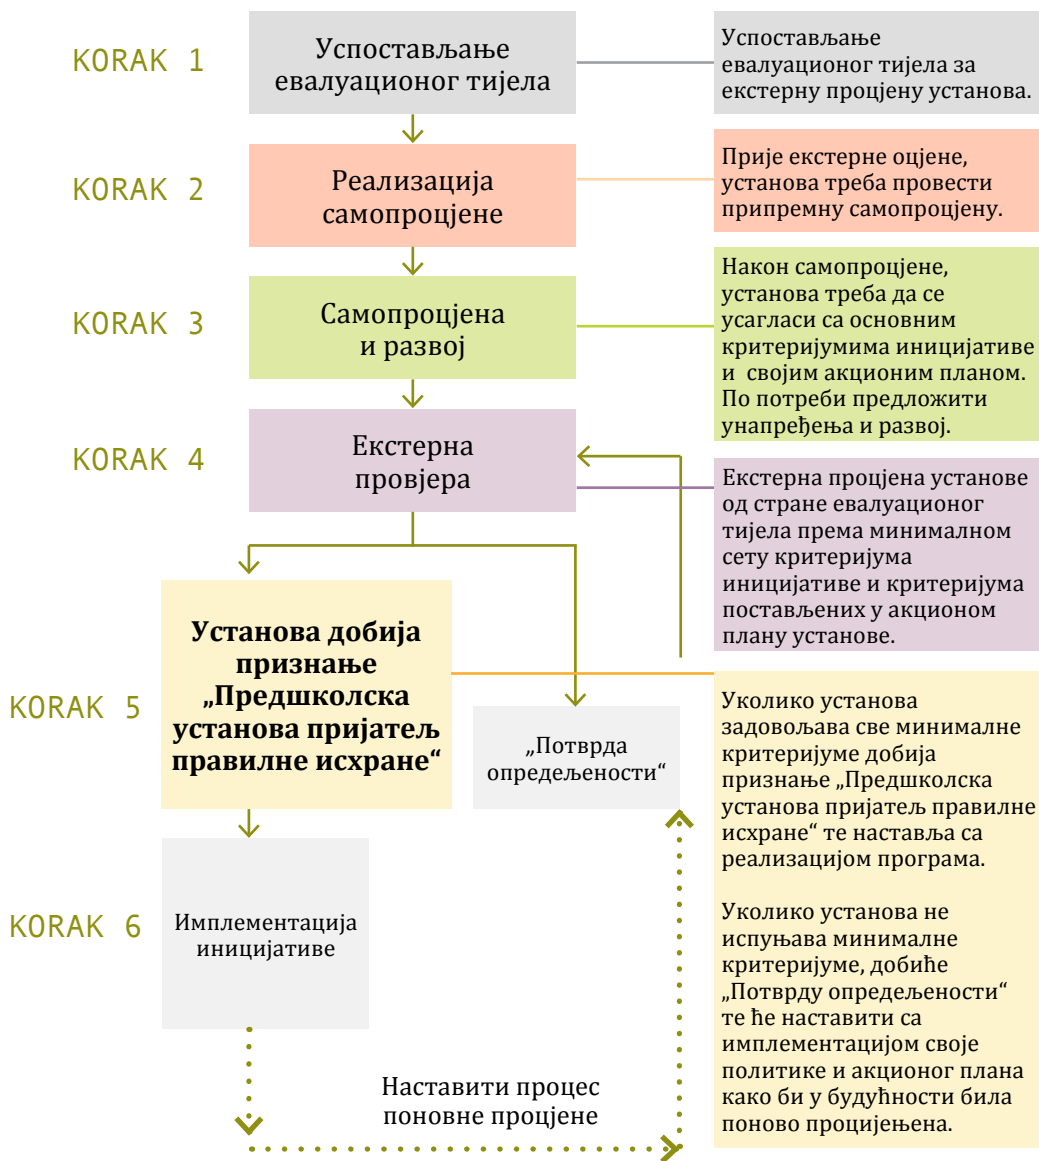 KORAK 1
Успостављање
евалуационог тијела
Успостављање
евалуационог тијела за
екстерну процјену установа.
KORAK 2
Реализација
самопроцјене
Прије екстерне оцјене,
установа треба провести
припремну самопроцјену.
KORAK 3
Самопроцјена
и развој
Након самопроцјене,
установа треба да се
усагласи са основним
критеријумима иницијативе
и својим акционим планом.
По потреби предложити
унапређења и развој.
KORAK 4
Екстерна
провјера
Екстерна процјена установе
од стране евалуационог
тијела према минималном
сету критеријума
иницијативе и критеријума
постављених у акционом
плану установе.
KORAK 5
Установа добија
признање
„Предшколска
установа пријатељ
правилне исхране“
„Потврда
опредељености“
Уколико установа
задовољава све минималне
критеријуме добија
признање „Предшколска
установа пријатељ правилне
исхране“ те наставља са
реализацијом програма.
Уколико установа не
испуњава минималне
критеријуме, добиће
„Потврду опредељености“
те ће наставити са
имплементацијом своје
политике и акционог плана
како би у будућности била
поново процијењена.
KORAK 6
Имплементација
иницијативе
Наставити процес
поновне процјене